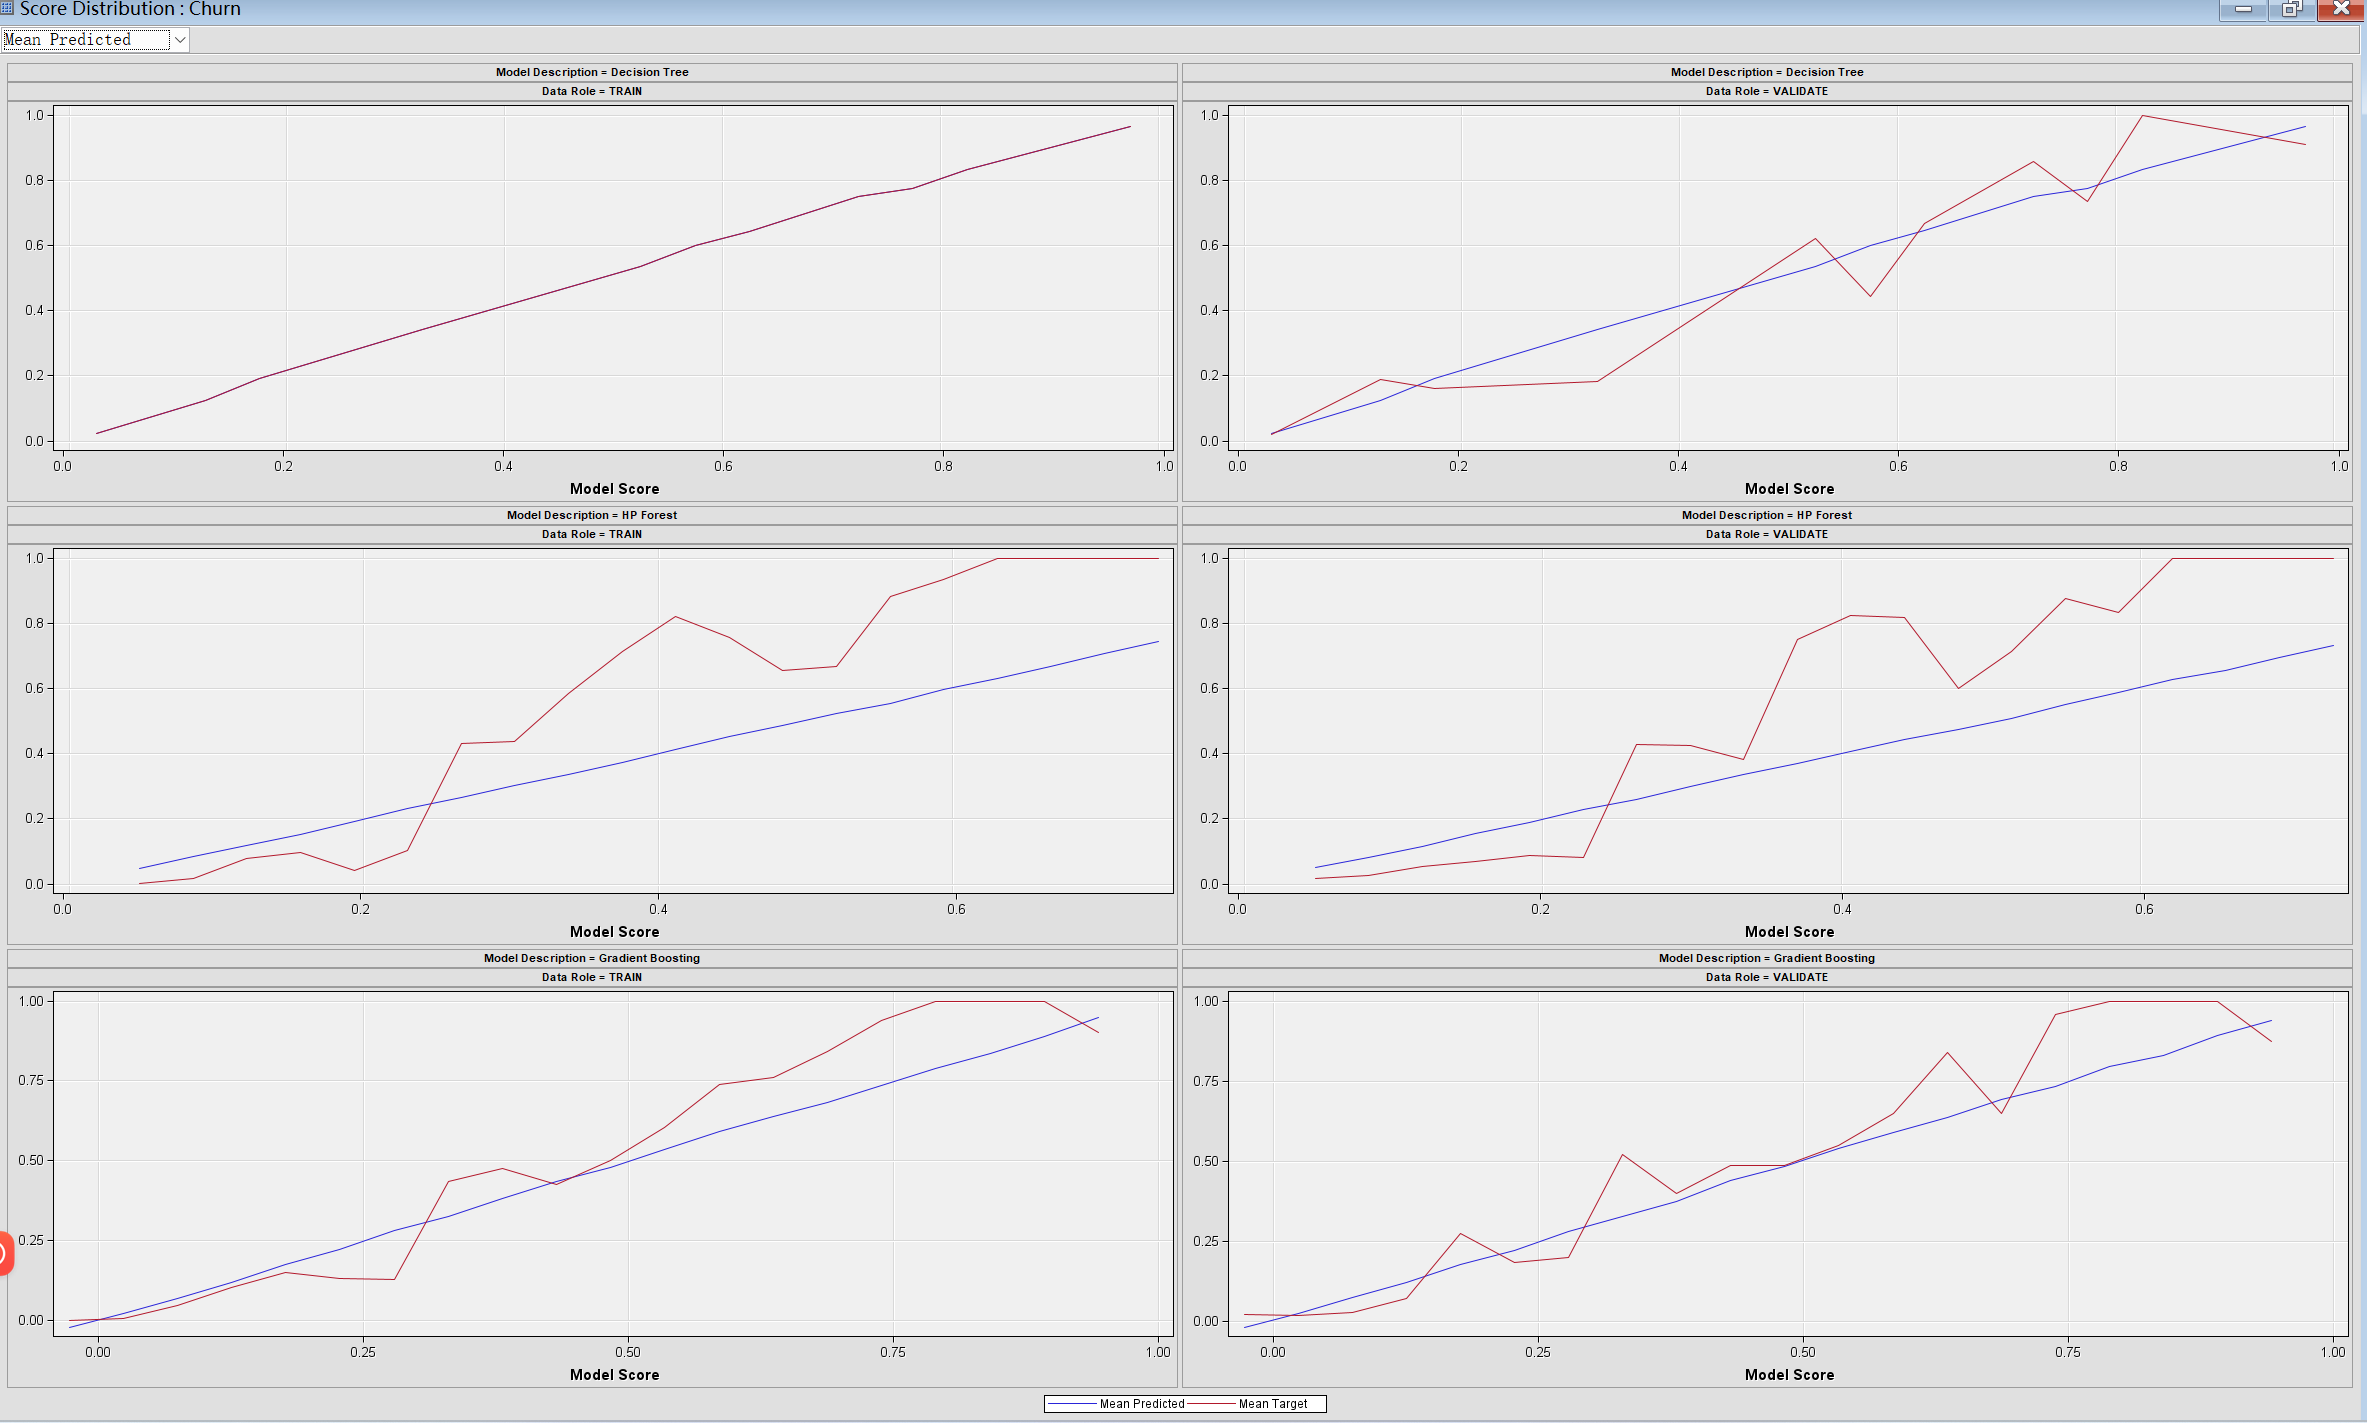 Score Distribution : Churn
Mean Predicted
Model Description = Decision Tree
Data Role = TRAIN
1.0
0.8
0.6
0.4
0.2
0.0
0.0 0.2 0.4 0.6 0.8 1.0
Model Score
Model Description = Decision Tree
Data Role = VALIDATE
1.0
0.8
0.6
0.4
0.2
0.0
0.0 0.2 0.4 0.6 0.8 1.0
Model Score
Model Description = HP Forest
Data Role = TRAIN
1.0
0.8
0.6
0.4
0.2
0.0
0.0 0.2 0.4 0.6
Model Score
Model Description = HP Forest
Data Role = VALIDATE
1.0
0.8
0.6
0.4
0.2
0.0
0.0 0.2 0.4 0.6
Model Score
Model Description = Gradient Boosting
Data Role = TRAIN
1.00
0.75
0.50
0.25
0.00
0.00 0.25 0.50 0.75 1.00
Model Score
Model Description = Gradient Boosting
Data Role = VALIDATE
1.00
0.75
0.50
0.25
0.00
0.00 0.25 0.50 0.75 1.00
Model Score
Mean Predicted Mean Target